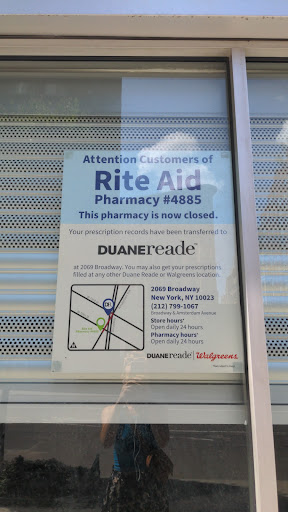 Attention Customers of
Rite Aid
Pharmacy #4885
This pharmacy is now closed.
Your prescription records have been transferred to
DUANEreade
at 2069 Broadway. You may also get your prescriptions
filled at any other Duane Reade or Walgreens location.
2069 Broadway
New York, NY 10023
(212) 799-1067
Broadway & Amsterdam Avenue
Store hours*
Open daily 24 hours
Pharmacy hours*
Open daily 24 hours
DUANEreade Walgreens